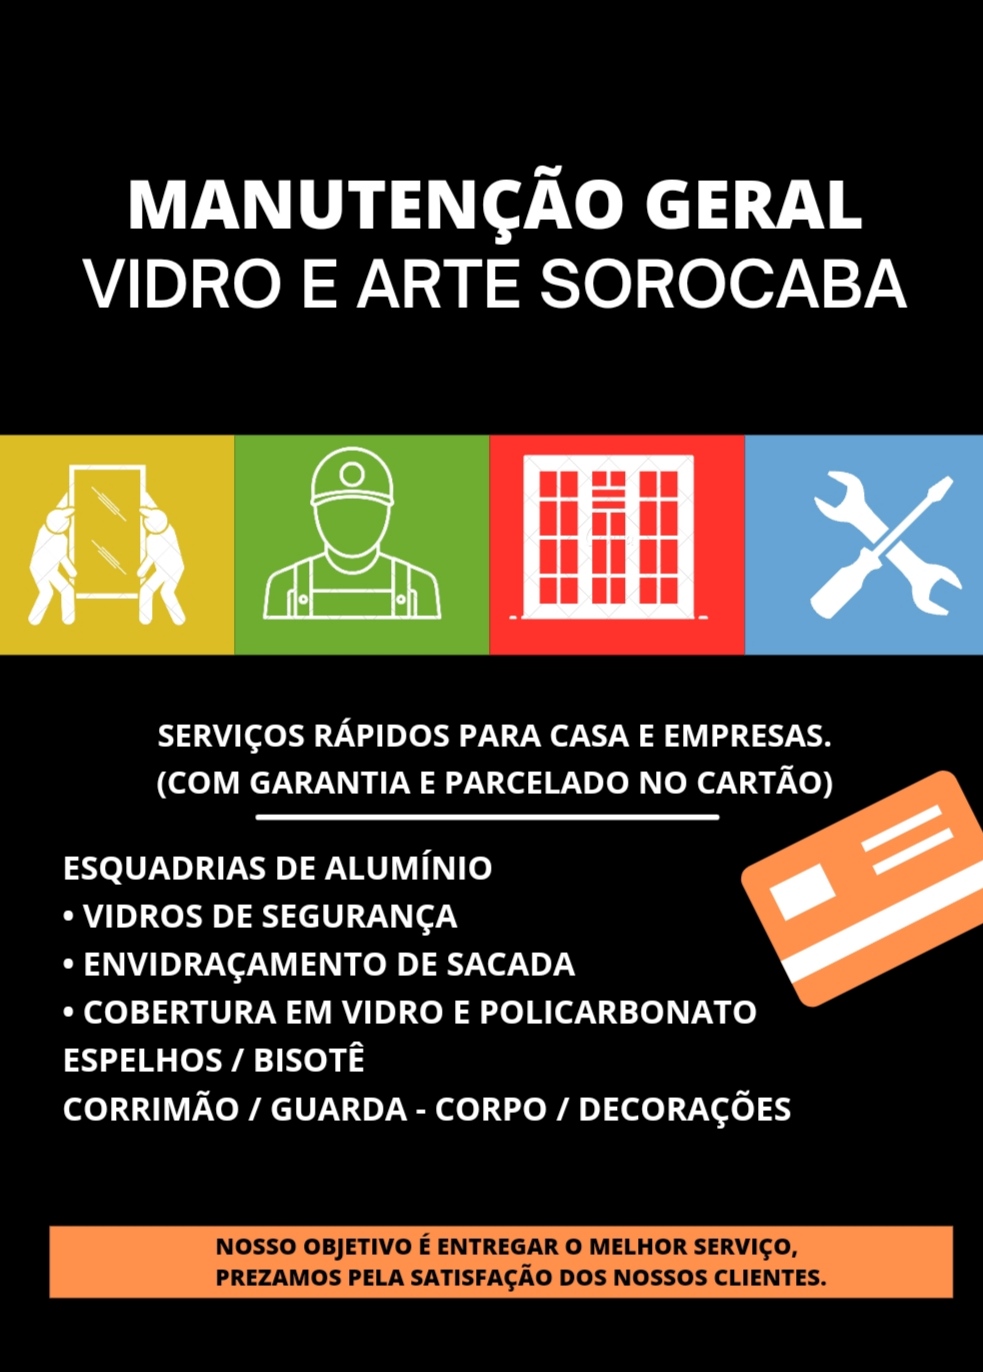 MANUTENÇÃO GERAL
VIDRO E ARTE SOROCABA
SERVIÇOS RÁPIDOS PARA CASA E EMPRESAS.
(COM GARANTIA E PARCELADO NO CARTÃO)
ESQUADRIAS DE ALUMÍNIO
• VIDROS DE SEGURANÇA
• ENVIDRAÇAMENTO DE SACADA
• COBERTURA EM VIDRO E POLICARBONATO
ESPELHOS / BISOTÊ
CORRIMÃO / GUARDA - CORPO / DECORAÇÕES
NOSSO OBJETIVO É ENTREGAR O MELHOR SERVIÇO,
PREZAMOS PELA SATISFAÇÃO DOS NOSSOS CLIENTES.